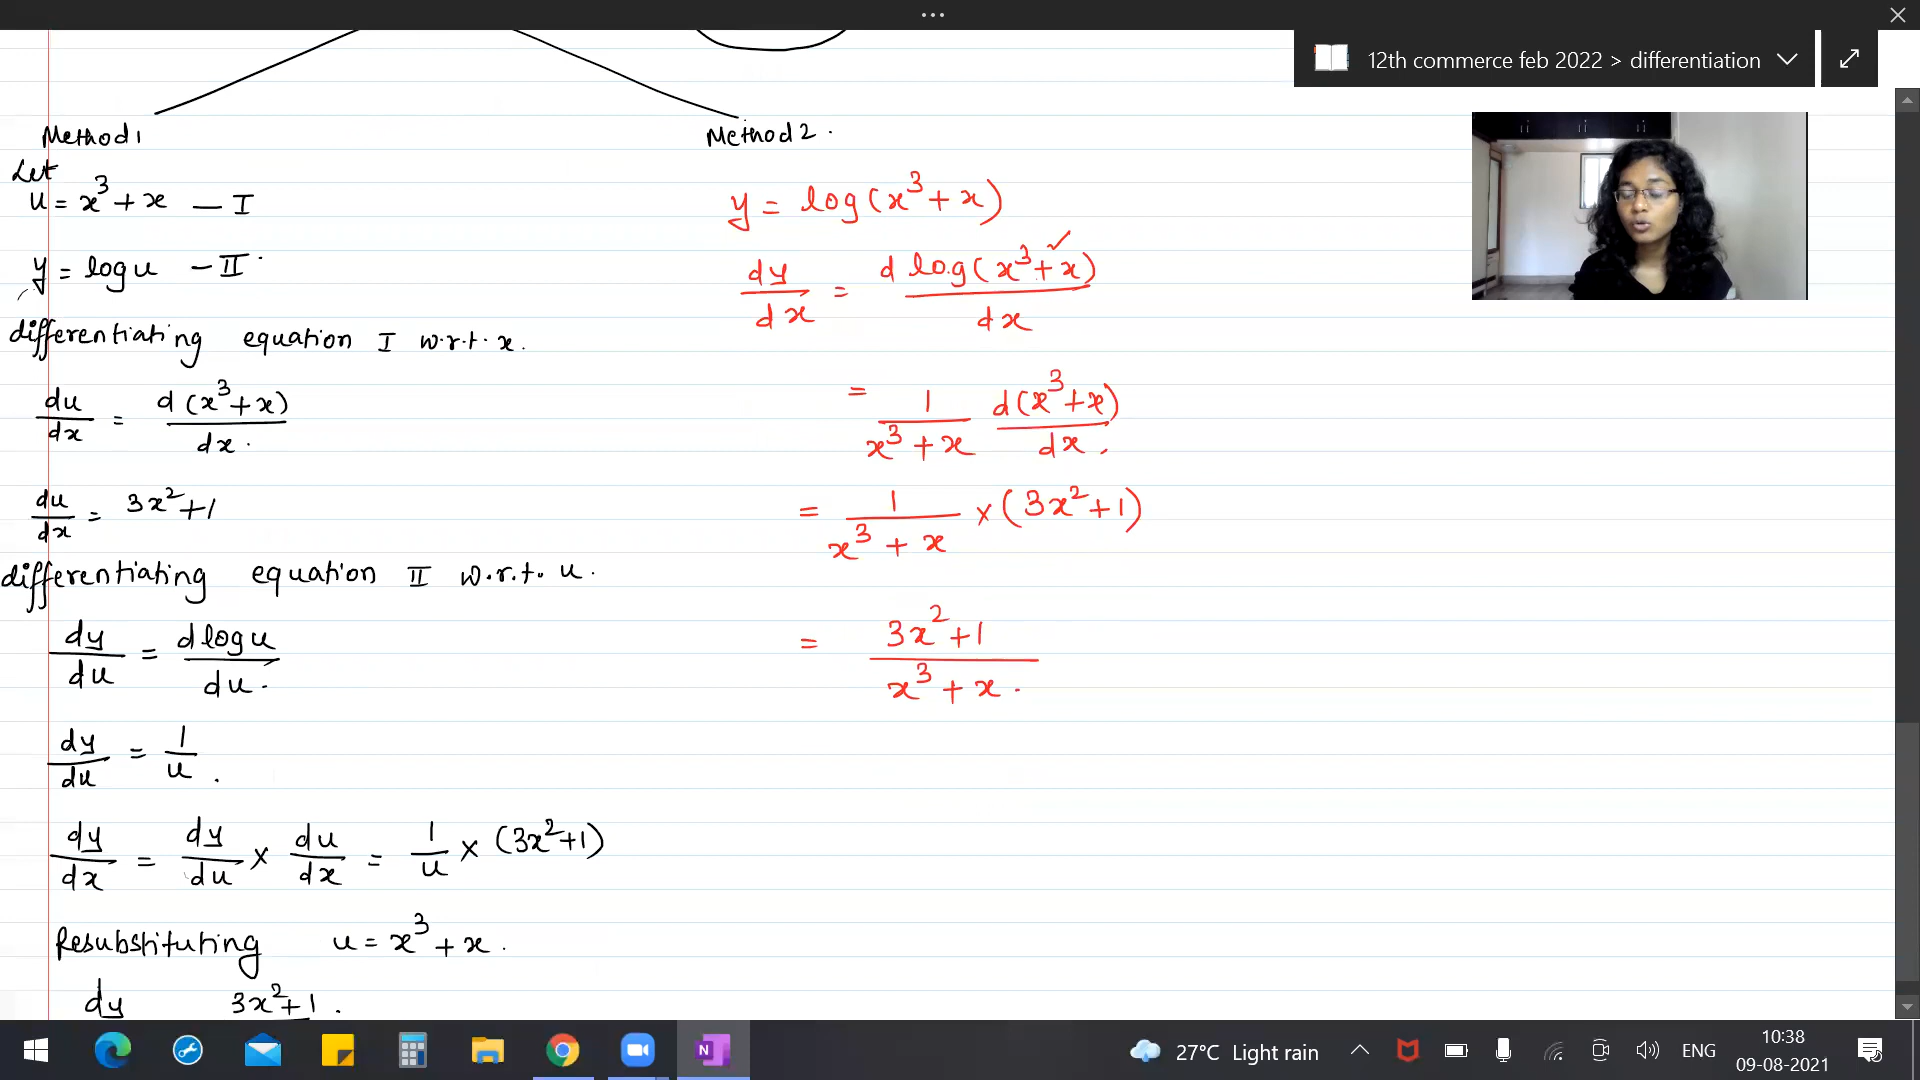 12th commerce feb 2022 > differentiation
Method 1
Let
u = x³ + x — I
y = log u — II
differentiating equation I w.r.t. x.
du/dx = d(x³+x)/dx.
du/dx = 3x²+1
differentiating equation II w.r.t. u.
dy/du = d log u/du.
dy/du = 1/u.
dy/dx = dy/du × du/dx = 1/u × (3x²+1)
Resubstituting u = x³ + x.
dy 3x²+1.
Method 2.
y = log(x³ + x)
dy/dx = d log(x³+x)/dx
= 1/(x³+x) d(x³+x)/dx.
= 1/(x³ + x) × (3x²+1)
= (3x²+1)/(x³ + x).
27°C Light rain
ENG
10:38
09-08-2021